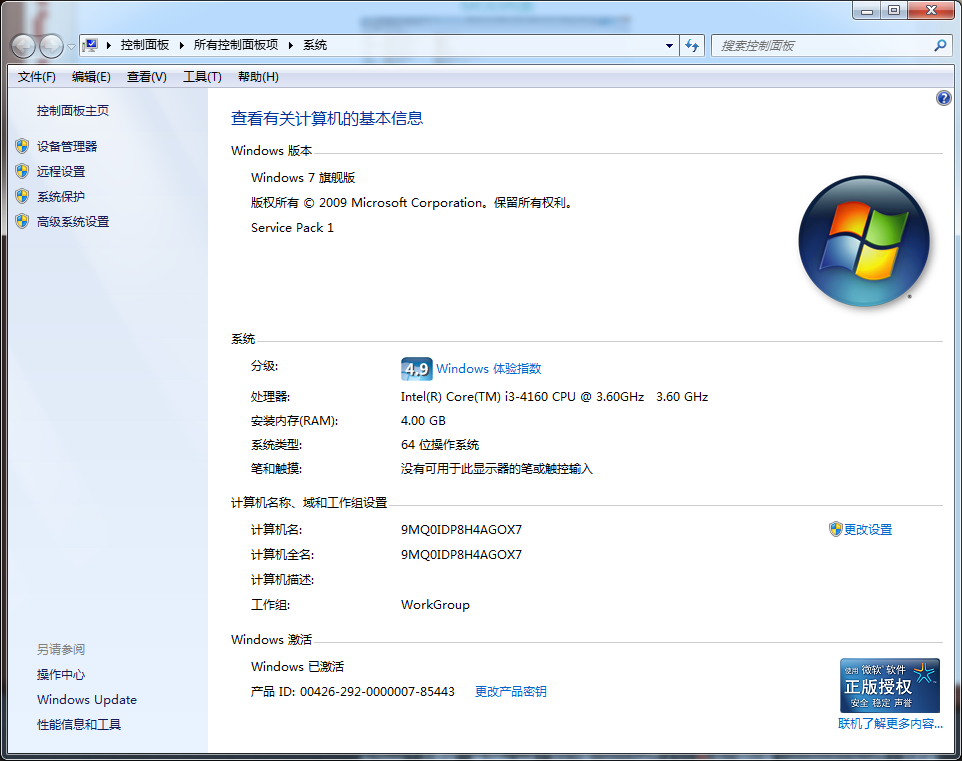 控制面板 ▸ 所有控制面板项 ▸ 系统
搜索控制面板
文件(F) 编辑(E) 查看(V) 工具(T) 帮助(H)
控制面板主页
设备管理器
远程设置
系统保护
高级系统设置
查看有关计算机的基本信息
Windows 版本
Windows 7 旗舰版
版权所有 © 2009 Microsoft Corporation。保留所有权利。
Service Pack 1
系统
分级: 4.9 Windows 体验指数
处理器: Intel(R) Core(TM) i3-4160 CPU @ 3.60GHz 3.60 GHz
安装内存(RAM): 4.00 GB
系统类型: 64 位操作系统
笔和触摸: 没有可用于此显示器的笔或触控输入
计算机名称、域和工作组设置
计算机名: 9MQ0IDP8H4AGOX7 更改设置
计算机全名: 9MQ0IDP8H4AGOX7
计算机描述:
工作组: WorkGroup
Windows 激活
Windows 已激活
产品 ID: 00426-292-0000007-85443 更改产品密钥
使用 微软 软件
正版授权
安全 稳定 声誉
联机了解更多内容...
另请参阅
操作中心
Windows Update
性能信息和工具